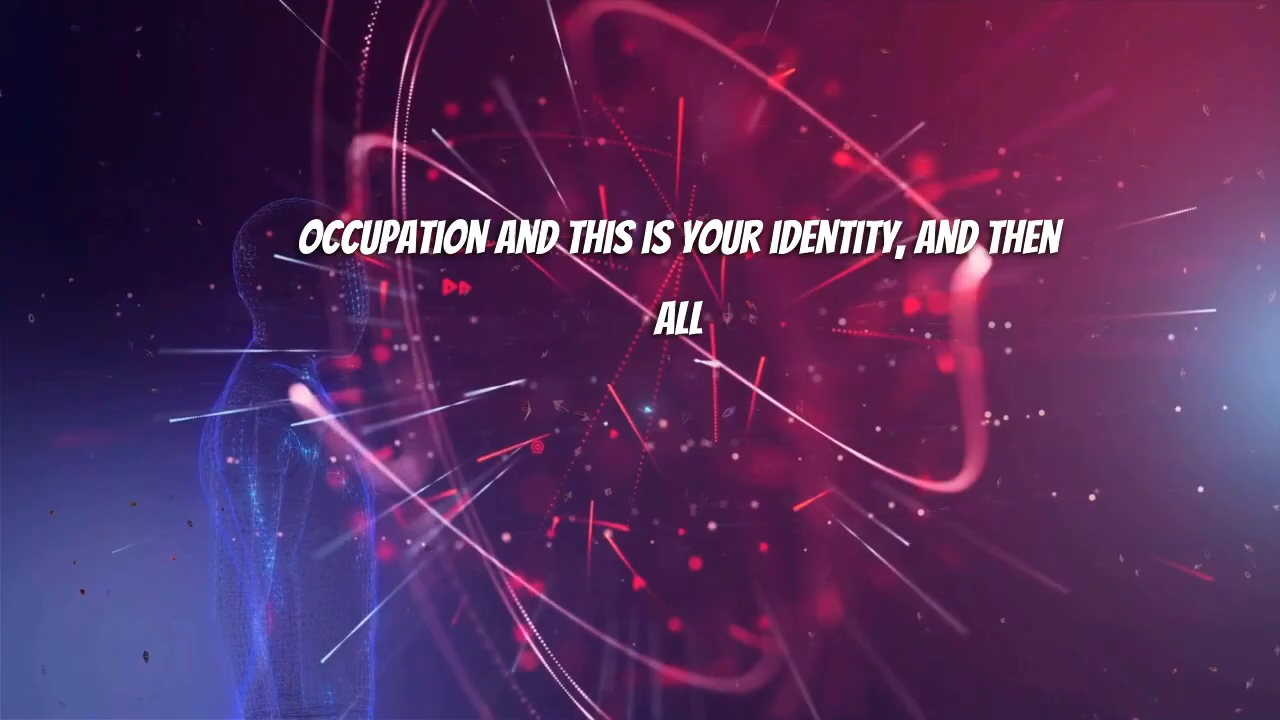 OCCUPATION AND THIS IS YOUR IDENTITY, AND THEN
ALL